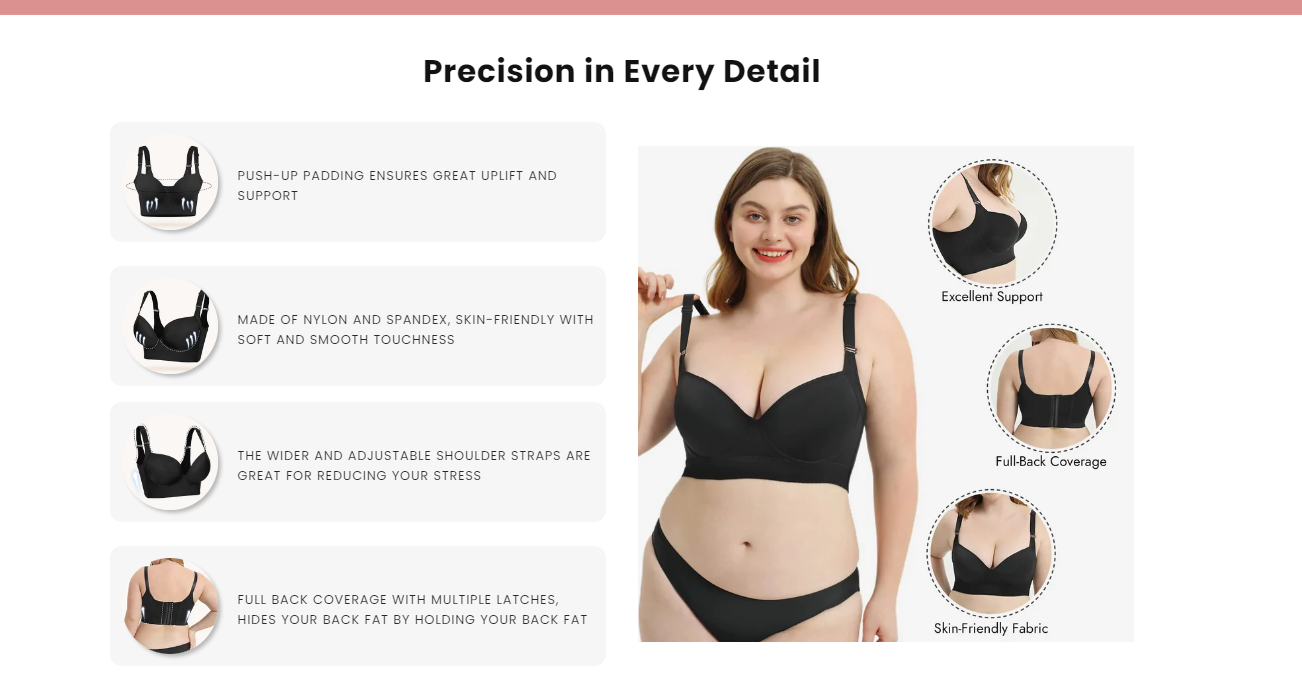 Precision in Every Detail
PUSH-UP PADDING ENSURES GREAT UPLIFT AND
SUPPORT
MADE OF NYLON AND SPANDEX, SKIN-FRIENDLY WITH
SOFT AND SMOOTH TOUCHNESS
THE WIDER AND ADJUSTABLE SHOULDER STRAPS ARE
GREAT FOR REDUCING YOUR STRESS
FULL BACK COVERAGE WITH MULTIPLE LATCHES,
HIDES YOUR BACK FAT BY HOLDING YOUR BACK FAT
Excellent Support
Full-Back Coverage
Skin-Friendly Fabric